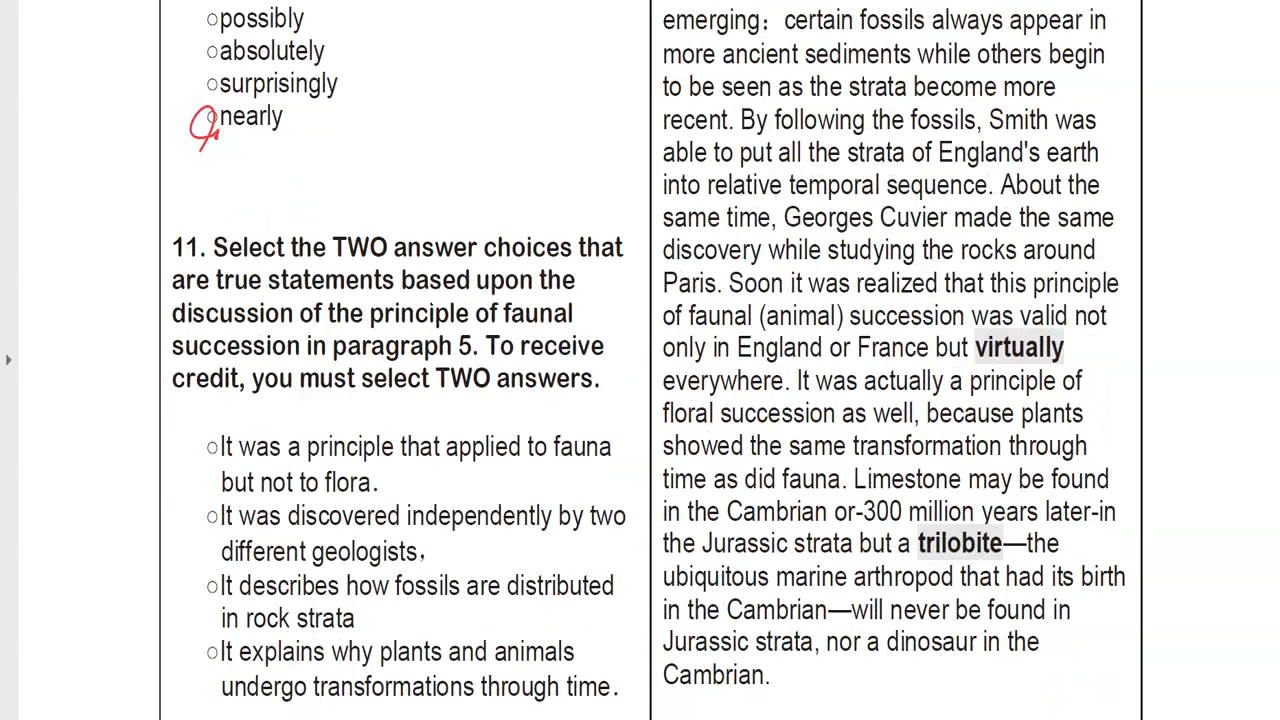 possibly
absolutely
surprisingly
nearly
11. Select the TWO answer choices that
are true statements based upon the
discussion of the principle of faunal
succession in paragraph 5. To receive
credit, you must select TWO answers.
It was a principle that applied to fauna
but not to flora.
It was discovered independently by two
different geologists，
It describes how fossils are distributed
in rock strata
It explains why plants and animals
undergo transformations through time.
emerging：certain fossils always appear in
more ancient sediments while others begin
to be seen as the strata become more
recent. By following the fossils, Smith was
able to put all the strata of England's earth
into relative temporal sequence. About the
same time, Georges Cuvier made the same
discovery while studying the rocks around
Paris. Soon it was realized that this principle
of faunal (animal) succession was valid not
only in England or France but virtually
everywhere. It was actually a principle of
floral succession as well, because plants
showed the same transformation through
time as did fauna. Limestone may be found
in the Cambrian or-300 million years later-in
the Jurassic strata but a trilobite—the
ubiquitous marine arthropod that had its birth
in the Cambrian—will never be found in
Jurassic strata, nor a dinosaur in the
Cambrian.